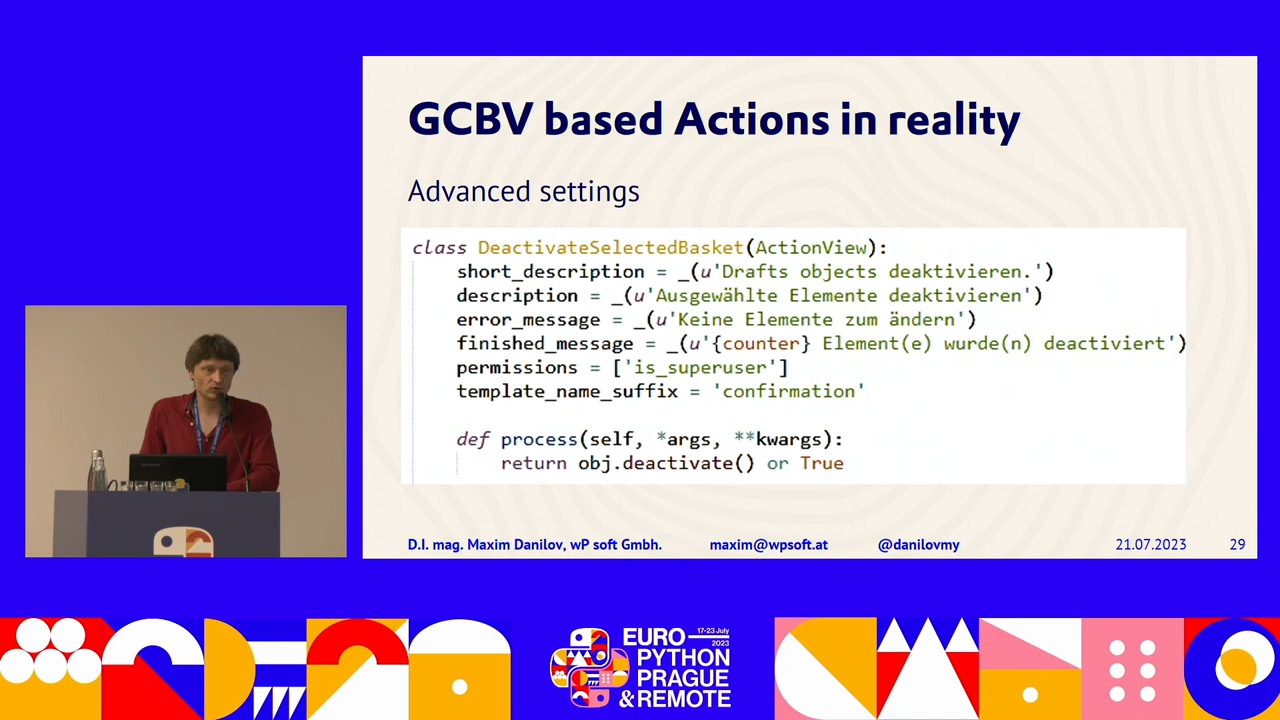 GCBV based Actions in reality
Advanced settings
class DeactivateSelectedBasket(ActionView):
short_description = _(u'Drafts objects deaktivieren.')
description = _(u'Ausgewählte Elemente deaktivieren')
error_message = _(u'Keine Elemente zum ändern')
finished_message = _(u'{counter} Element(e) wurde(n) deactiviert')
permissions = ['is_superuser']
template_name_suffix = 'confirmation'
def process(self, *args, **kwargs):
return obj.deactivate() or True
D.I. mag. Maxim Danilov, wP soft Gmbh. maxim@wpsoft.at @danilovmy 21.07.2023 29
EURO 17-23 July 2023
PYTHON
PRAGUE
& REMOTE